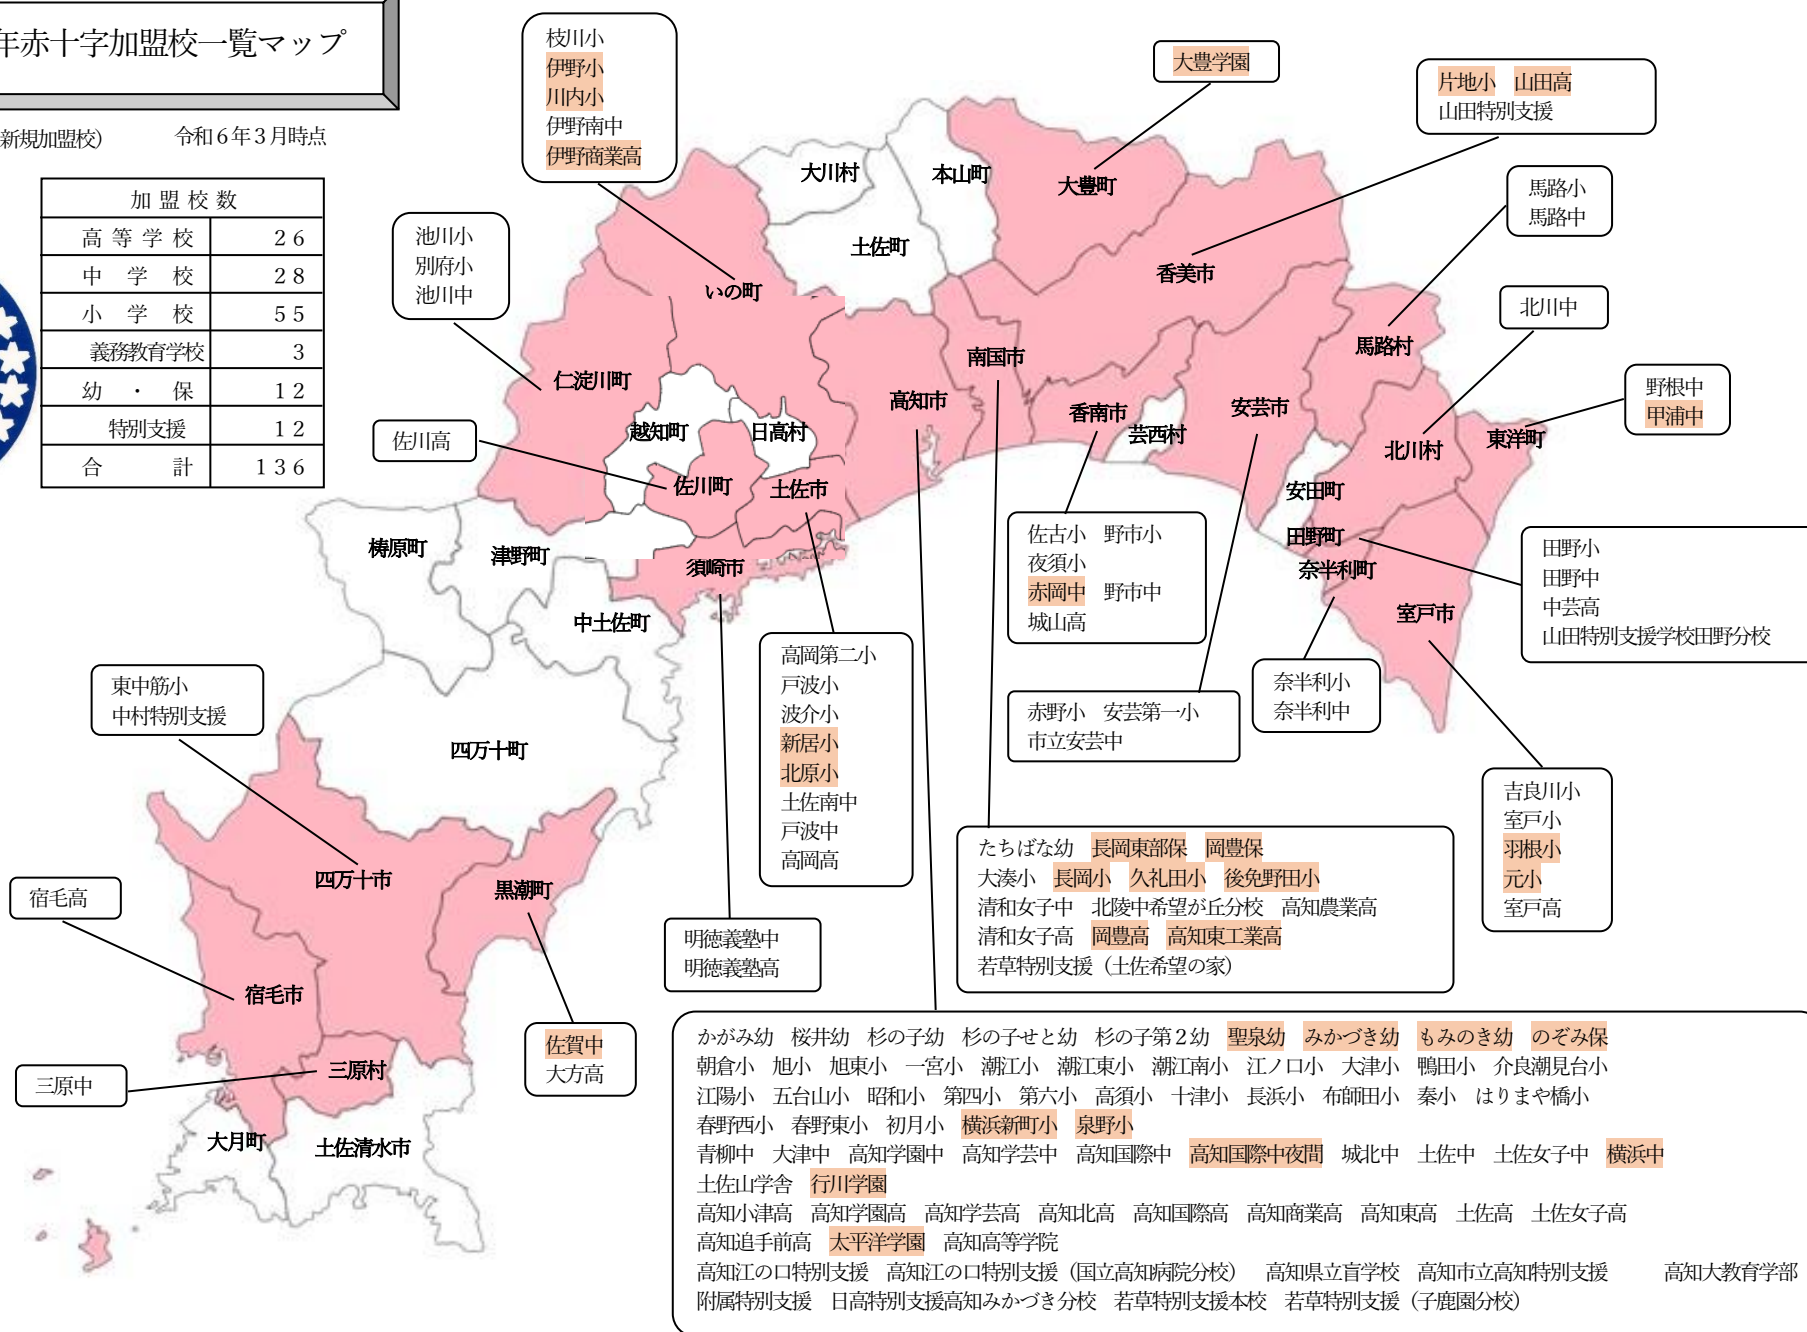 年赤十字加盟校一覧マップ
新規加盟校）　令和６年３月時点
加盟校数
高等学校　２６
中学校　２８
小学校　５５
義務教育学校　３
幼・保　１２
特別支援　１２
合計　１３６
枝川小
伊野小
川内小
伊野南中
伊野商業高
大豊学園
片地小　山田高
山田特別支援
馬路小
馬路中
池川小
別府小
池川中
北川中
野根中
甲浦中
佐川高
大川村
本山町
大豊町
土佐町
香美市
いの町
馬路村
南国市
仁淀川町
高知市
香南市
安芸市
芸西村
越知町
日高村
北川村
東洋町
佐川町
土佐市
安田町
田野町
奈半利町
梼原町
津野町
須崎市
中土佐町
室戸市
四万十町
四万十市
黒潮町
宿毛市
三原村
大月町
土佐清水市
佐古小　野市小
夜須小
赤岡中　野市中
城山高
田野小
田野中
中芸高
山田特別支援学校田野分校
高岡第二小
戸波小
波介小
新居小
北原小
土佐南中
戸波中
高岡高
奈半利小
奈半利中
赤野小　安芸第一小
市立安芸中
東中筋小
中村特別支援
吉良川小
室戸小
羽根小
元小
室戸高
宿毛高
明徳義塾中
明徳義塾高
たちばな幼　長岡東部保　岡豊保
大湊小　長岡小　久礼田小　後免野田小
清和女子中　北陵中希望が丘分校　高知農業高
清和女子高　岡豊高　高知東工業高
若草特別支援（土佐希望の家）
佐賀中
大方高
三原中
かがみ幼　桜井幼　杉の子幼　杉の子せと幼　杉の子第２幼　聖泉幼　みかづき幼　もみのき幼　のぞみ保
朝倉小　旭小　旭東小　一宮小　潮江小　潮江東小　潮江南小　江ノ口小　大津小　鴨田小　介良潮見台小
江陽小　五台山小　昭和小　第四小　第六小　高須小　十津小　長浜小　布師田小　秦小　はりまや橋小
春野西小　春野東小　初月小　横浜新町小　泉野小
青柳中　大津中　高知学園中　高知学芸中　高知国際中　高知国際中夜間　城北中　土佐中　土佐女子中　横浜中
土佐山学舎　行川学園
高知小津高　高知学園高　高知学芸高　高知北高　高知国際高　高知商業高　高知東高　土佐高　土佐女子高
高知追手前高　太平洋学園　高知高等学院
高知江の口特別支援　高知江の口特別支援（国立高知病院分校）　高知県立盲学校　高知市立高知特別支援　高知大教育学部
附属特別支援　日高特別支援高知みかづき分校　若草特別支援本校　若草特別支援（子鹿園分校）